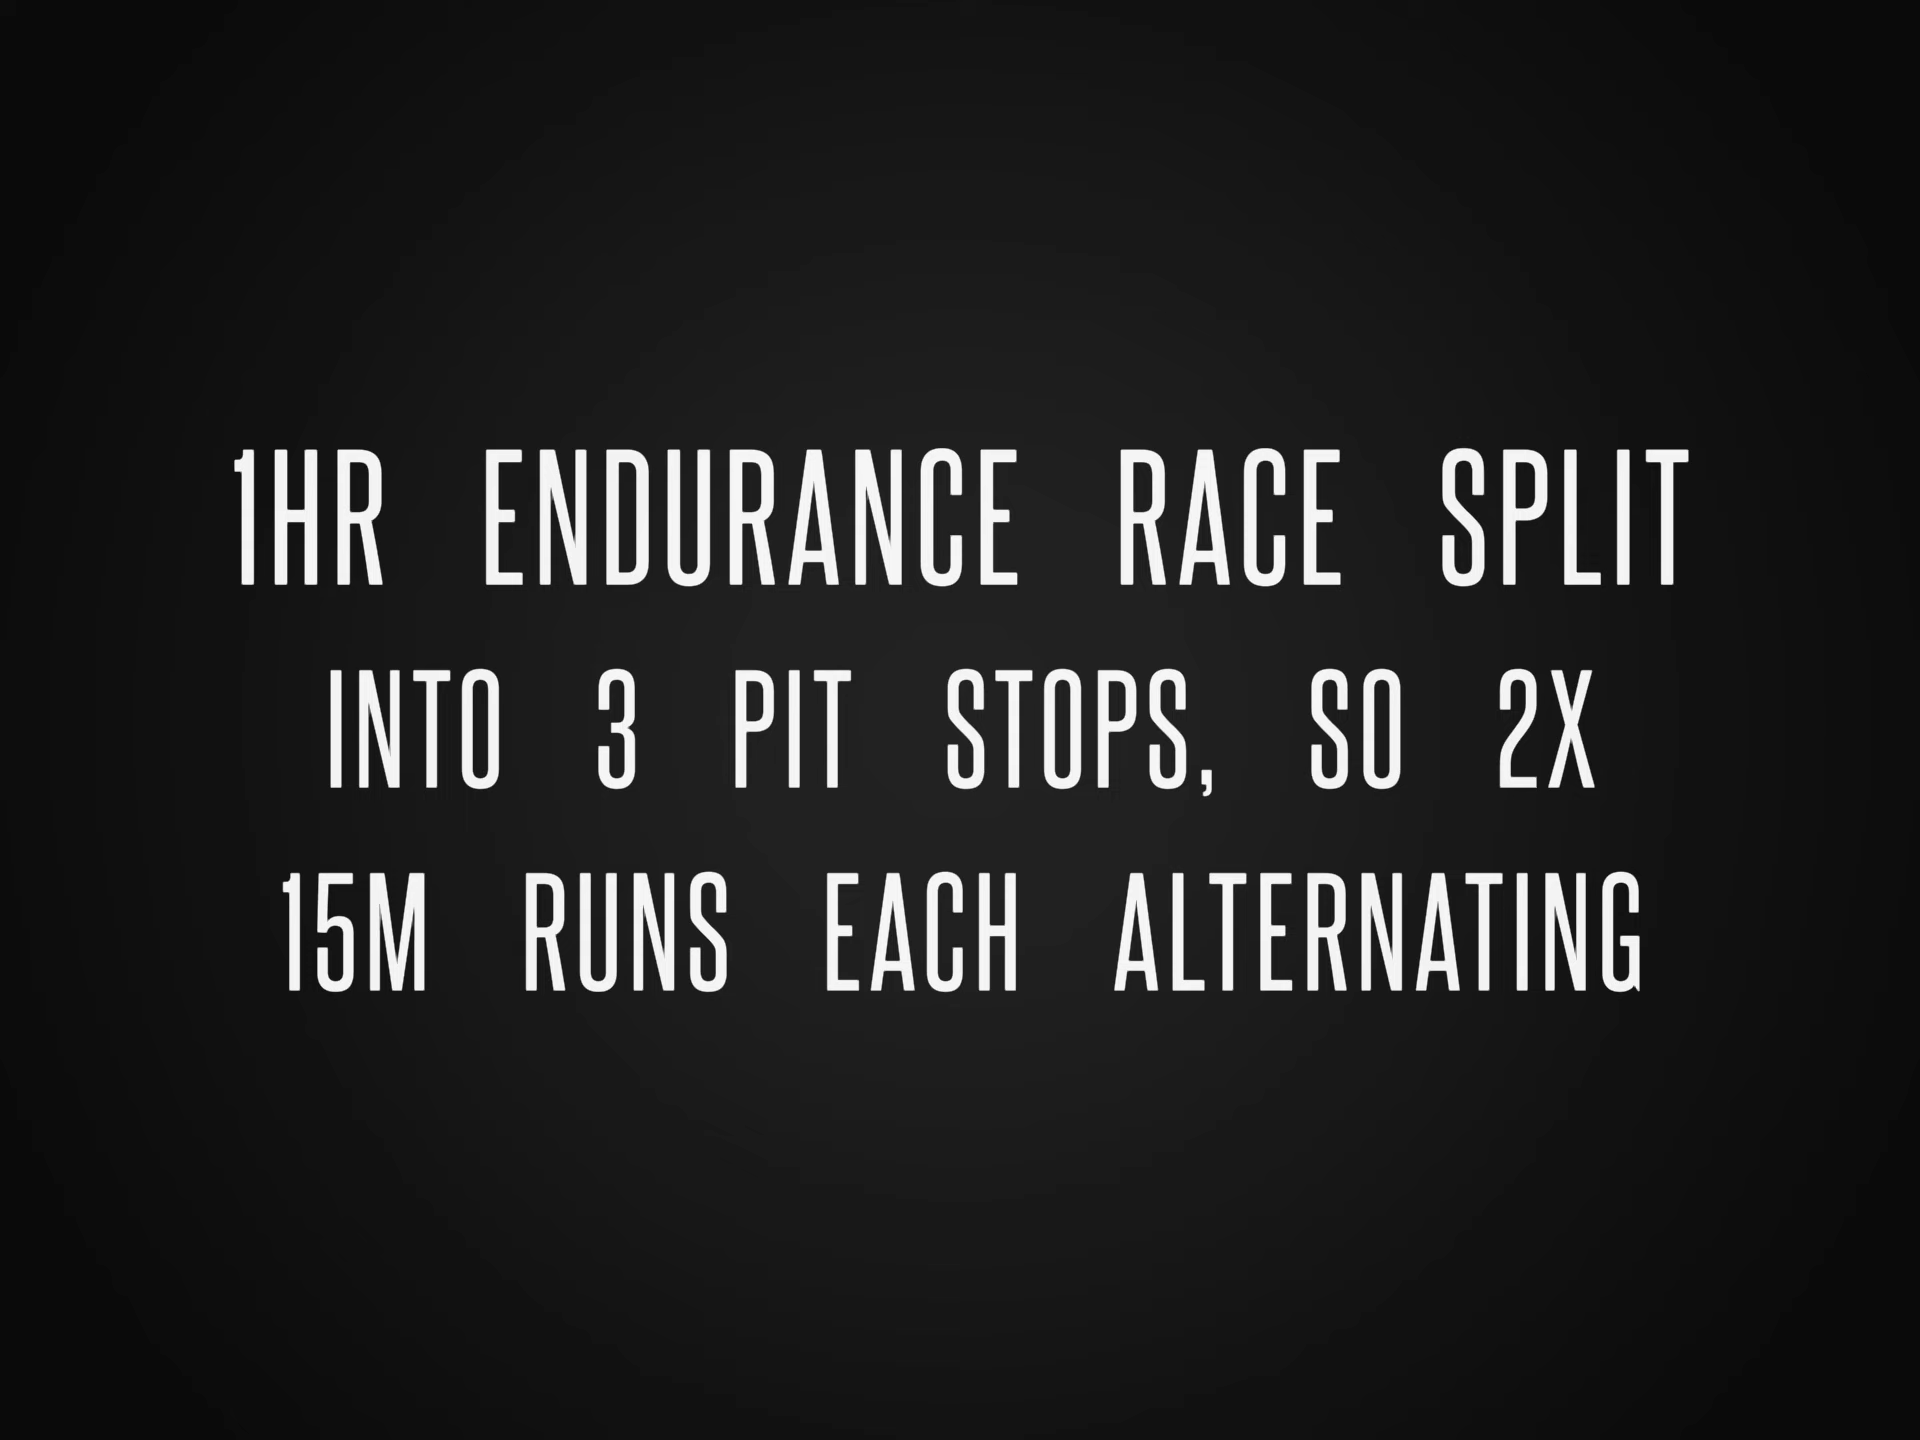 1HR ENDURANCE RACE SPLIT
INTO 3 PIT STOPS, SO 2X
15M RUNS EACH ALTERNATING